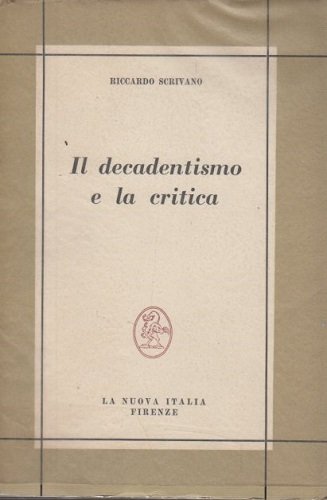 RICCARDO SCRIVANO
Il decadentismo
e la critica
LA NUOVA ITALIA
FIRENZE